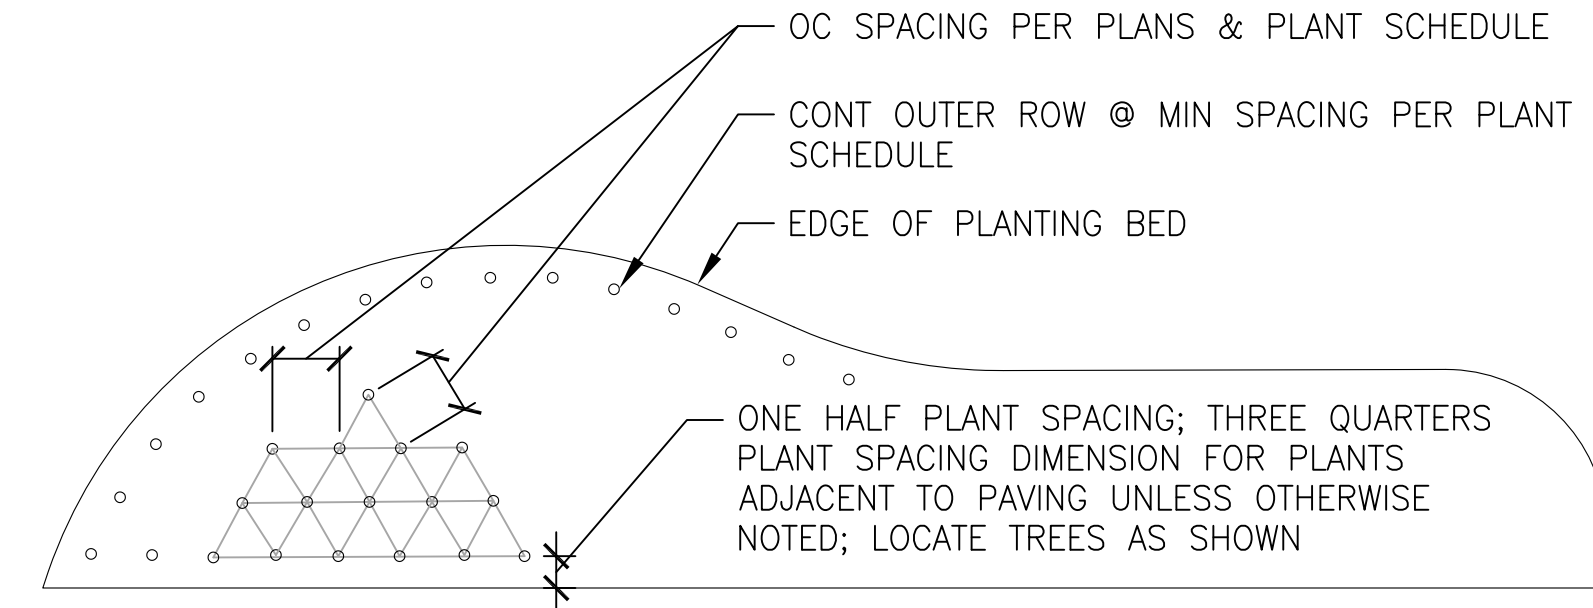 OC SPACING PER PLANS & PLANT SCHEDULE
CONT OUTER ROW @ MIN SPACING PER PLANT
SCHEDULE
EDGE OF PLANTING BED
ONE HALF PLANT SPACING; THREE QUARTERS
PLANT SPACING DIMENSION FOR PLANTS
ADJACENT TO PAVING UNLESS OTHERWISE
NOTED; LOCATE TREES AS SHOWN